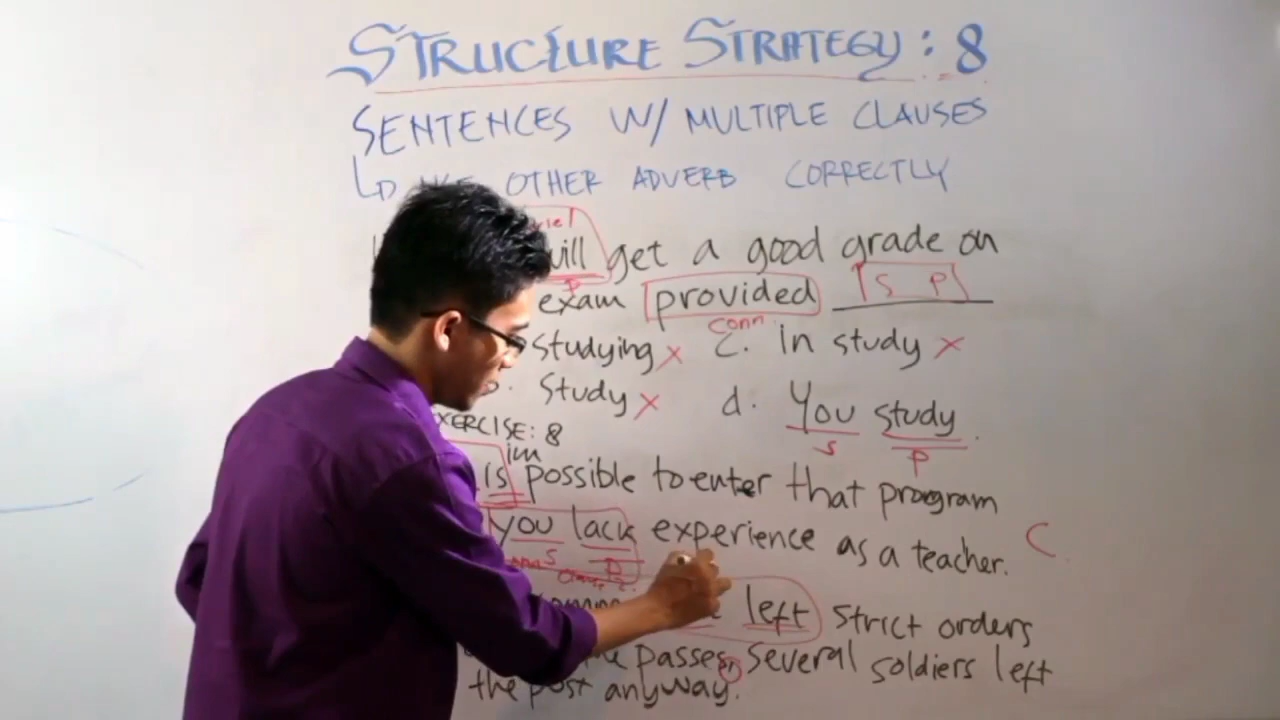 STRUCTURE STRATEGY: 8
SENTENCES W/ MULTIPLE CLAUSES
OTHER ADVERB CORRECTLY
get a good grade on
exam provided S P
conn
studying x c. in study x
study x d. You study
S P
EXERCISE: 8
im
is possible to enter that program
you lack experience as a teacher. C
S P
left strict orders
passes, several soldiers left
the post anyway.